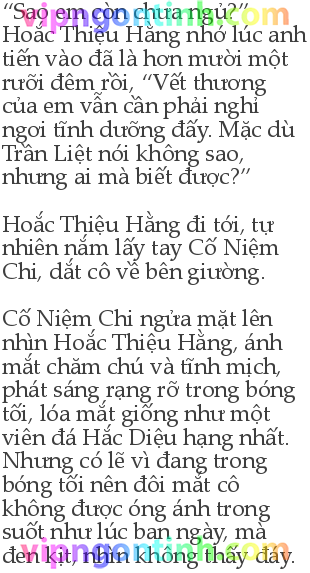 “Sao em còn chưa ngủ?”
Hoắc Thiệu Hằng nhớ lúc anh
tiến vào đã là hơn mười một
rưỡi đêm rồi, “Vết thương
của em vẫn cần phải nghỉ
ngơi tĩnh dưỡng đấy. Mặc dù
Trần Liệt nói không sao,
nhưng ai mà biết được?”
Hoắc Thiệu Hằng đi tới, tự
nhiên nắm lấy tay Cố Niệm
Chi, dắt cô về bên giường.
Cố Niệm Chi ngửa mặt lên
nhìn Hoắc Thiệu Hằng, ánh
mắt chăm chú và tĩnh mịch,
phát sáng rạng rỡ trong bóng
tối, lóa mắt giống như một
viên đá Hắc Diệu hạng nhất.
Nhưng có lẽ vì đang trong
bóng tối nên đôi mắt cô
không được óng ánh trong
suốt như lúc ban ngày, mà
đen kịt, nhìn không thấy đáy.
vipngontinh.com
vipngontinh.com